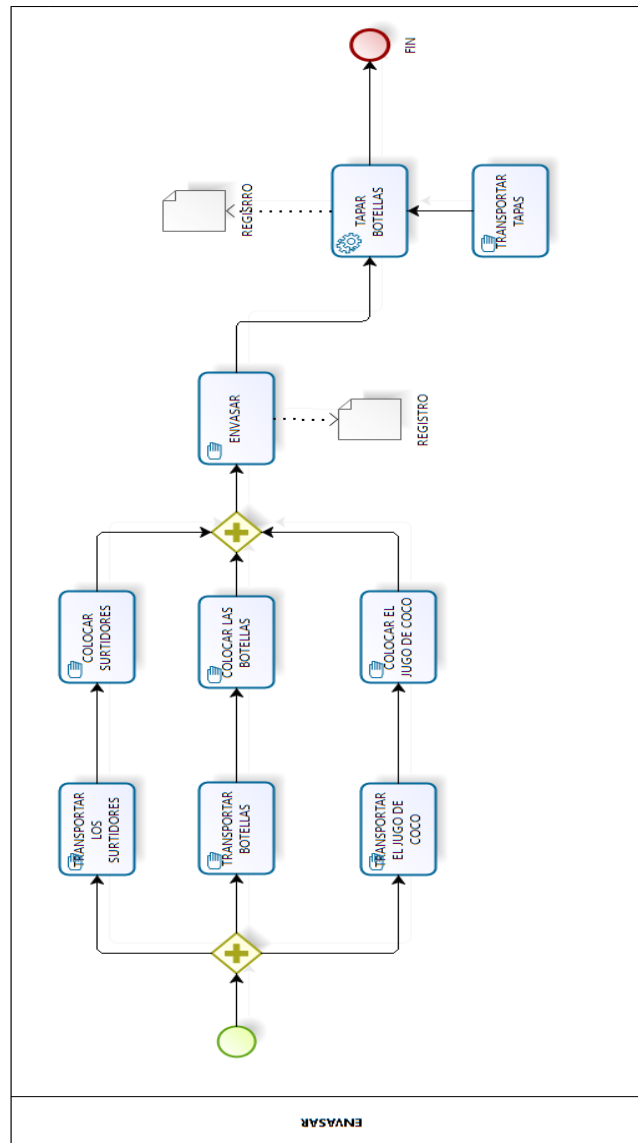 ENVASAR
TRANSPORTAR
LOS
SURTIDORES
COLOCAR
SURTIDORES
TRANSPORTAR
BOTELLAS
COLOCAR LAS
BOTELLAS
TRANSPORTAR
EL JUGO DE
COCO
COLOCAR EL
JUGO DE COCO
ENVASAR
REGISTRO
REGISRRO
TAPAR
BOTELLAS
TRANSPORTAR
TAPAS
FIN